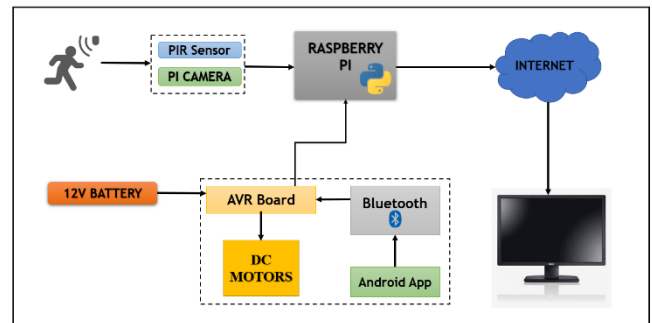 PIR Sensor
PI CAMERA
RASPBERRY
PI
INTERNET
12V BATTERY
AVR Board
Bluetooth
DC
MOTORS
Android App